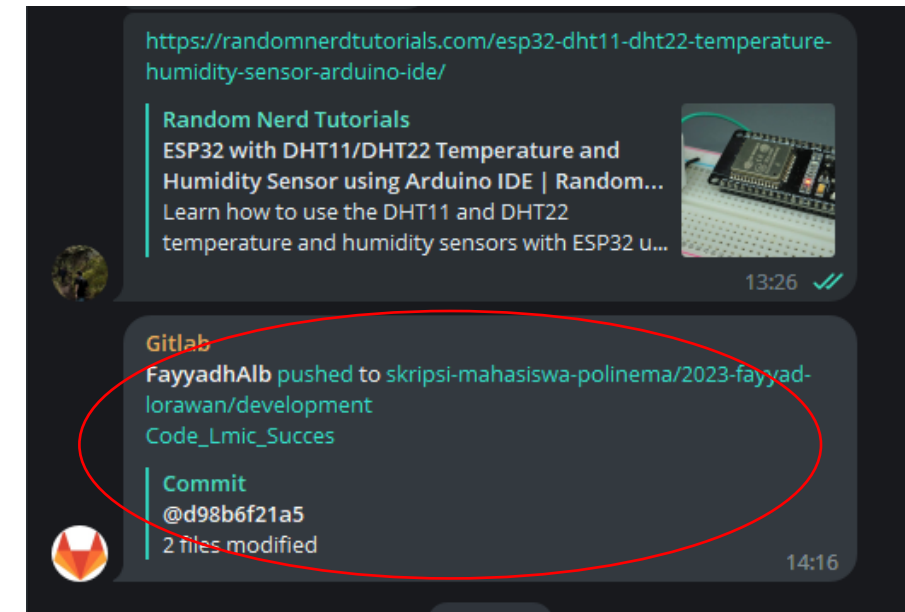 https://randomnerdtutorials.com/esp32-dht11-dht22-temperature-
humidity-sensor-arduino-ide/
Random Nerd Tutorials
ESP32 with DHT11/DHT22 Temperature and
Humidity Sensor using Arduino IDE | Random...
Learn how to use the DHT11 and DHT22
temperature and humidity sensors with ESP32 u...
13:26
Gitlab
FayyadhAlb pushed to skripsi-mahasiswa-polinema/2023-fayyad-
lorawan/development
Code_Lmic_Succes
Commit
@d98b6f21a5
2 files modified
14:16